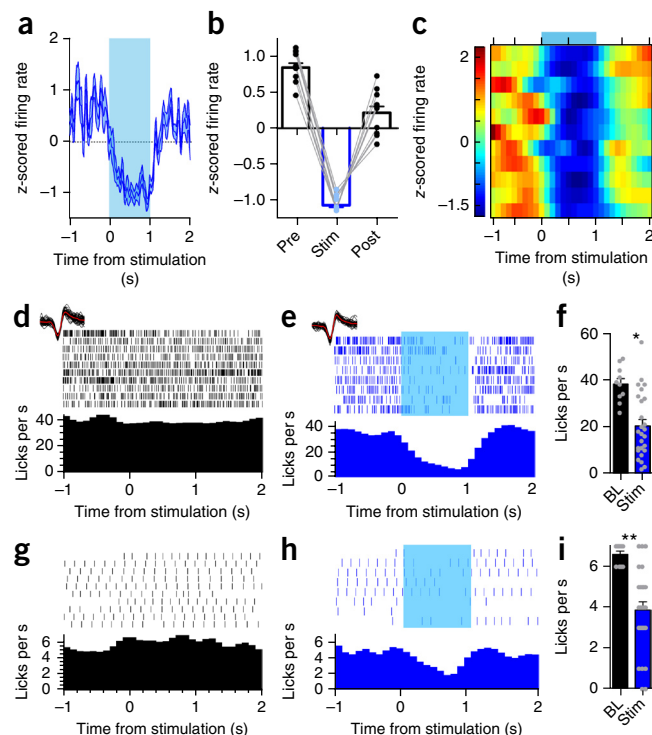 a
z-scored firing rate
2
1
0
−1
−1 0 1 2
Time from stimulation
(s)
b
z-scored firing rate
1.0
0.5
0
−0.5
−1.0
Pre Stim Post
c
z-scored firing rate
2
1
0
−1.5
−1 0 1 2
Time from stimulation
(s)
d
Licks per s
40
20
0
−1 0 1 2
Time from stimulation (s)
e
Licks per s
40
20
0
−1 0 1 2
Time from stimulation (s)
f
*
Licks per s
60
40
20
0
BL Stim
g
Licks per s
6
4
2
0
−1 0 1 2
Time from stimulation (s)
h
Licks per s
6
4
2
0
−1 0 1 2
Time from stimulation (s)
i
**
Licks per s
6
4
2
0
BL Stim